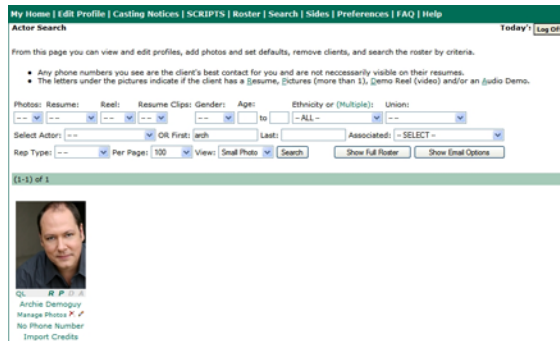 My Home | Edit Profile | Casting Notices | SCRIPTS | Roster | Search | Sides | Preferences | FAQ | Help
Actor Search Today's Log Off
From this page you can view and edit profiles, add photos and set defaults, remove clients, and search the roster by criteria.
Any phone numbers you see are the client's best contact for you and are not neccessarily visible on their resumes.
The letters under the pictures indicate if the client has a Resume, Pictures (more than 1), Demo Reel (video) and/or an Audio Demo.
Photos: Resume: Reel: Resume Clips: Gender: Age: Ethnicity or (Multiple): Union:
-- -- -- -- -- to -- ALL -- --
Select Actor: -- OR First: arch Last: Associated: -- SELECT --
Rep Type: -- Per Page: 100 View: Small Photo Search Show Full Roster Show Email Options
(1-1) of 1
QL R P D A
Archie Demoguy
Manage Photos
No Phone Number
Import Credits